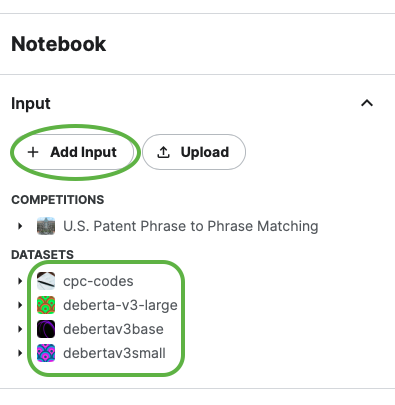 Notebook
Input
Add Input
Upload
COMPETITIONS
U.S. Patent Phrase to Phrase Matching
DATASETS
cpc-codes
deberta-v3-large
debertav3base
debertav3small